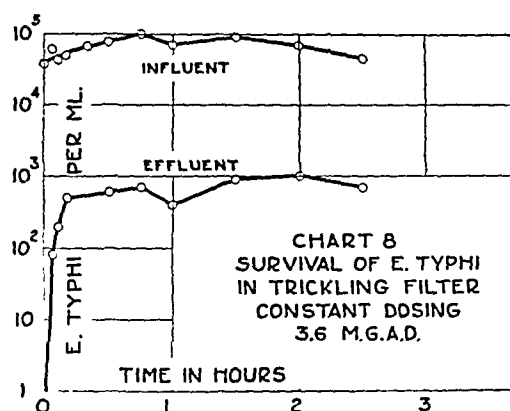 10⁵
10⁴
10³
10²
10
1
E. TYPHI PER ML.
INFLUENT
EFFLUENT
CHART 8
SURVIVAL OF E. TYPHI
IN TRICKLING FILTER
CONSTANT DOSING
3.6 M.G.A.D.
TIME IN HOURS
0 1 2 3